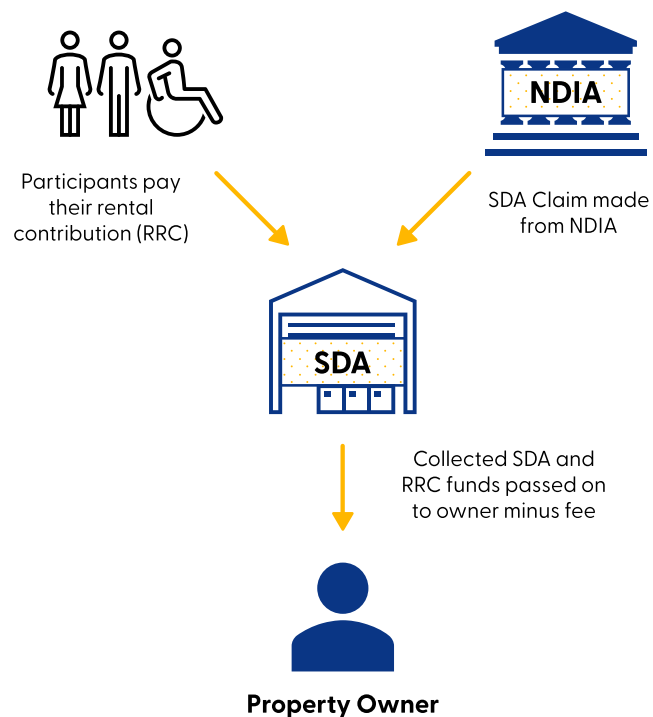 NDIA
Participants pay
their rental
contribution (RRC)
SDA Claim made
from NDIA
SDA
Collected SDA and
RRC funds passed on
to owner minus fee
Property Owner